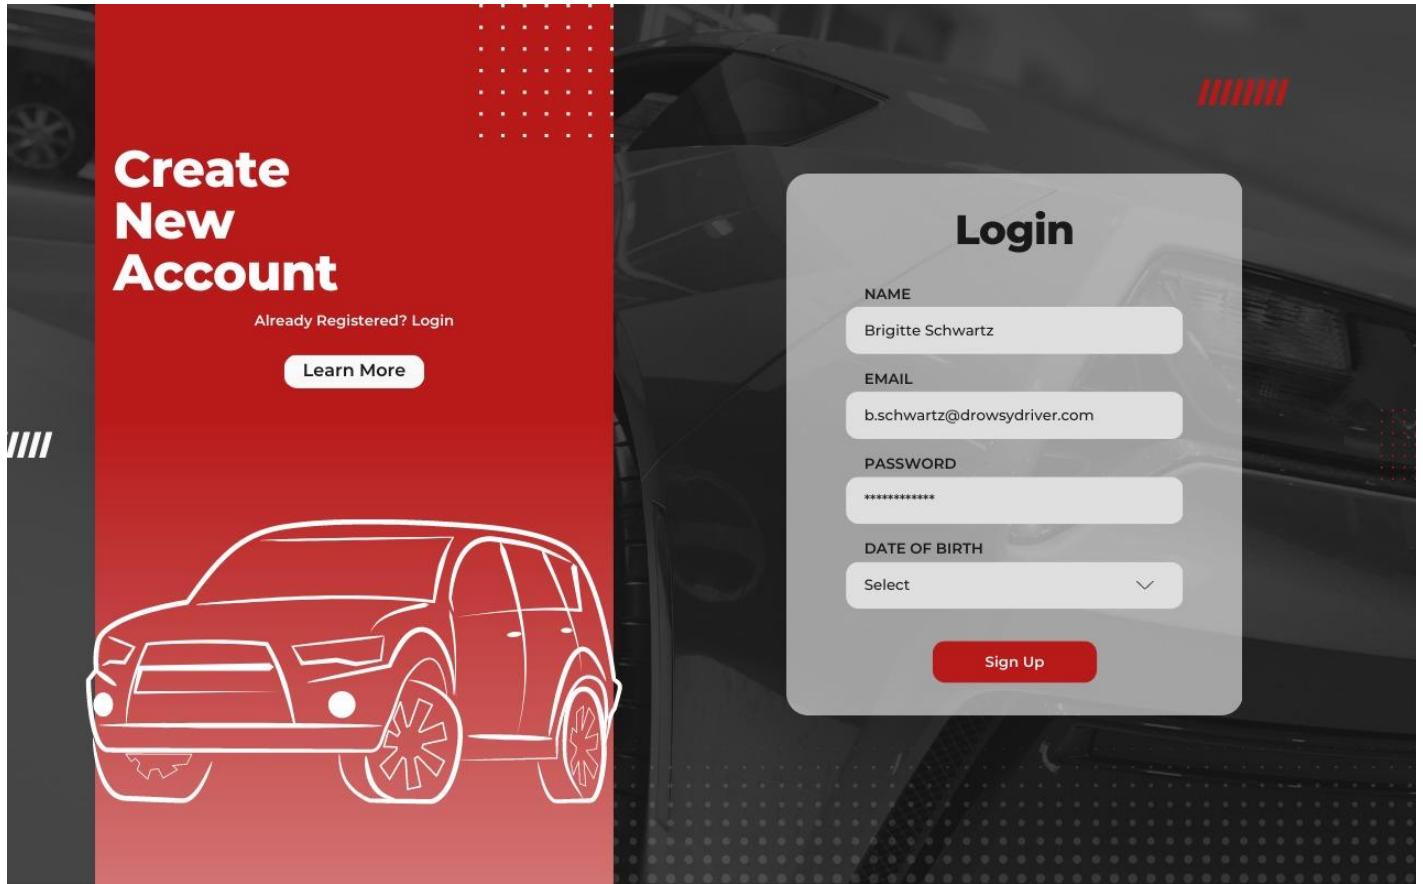 Create
New
Account
Already Registered? Login
Learn More
Login
NAME
Brigitte Schwartz
EMAIL
b.schwartz@drowsydriver.com
PASSWORD
************
DATE OF BIRTH
Select
Sign Up